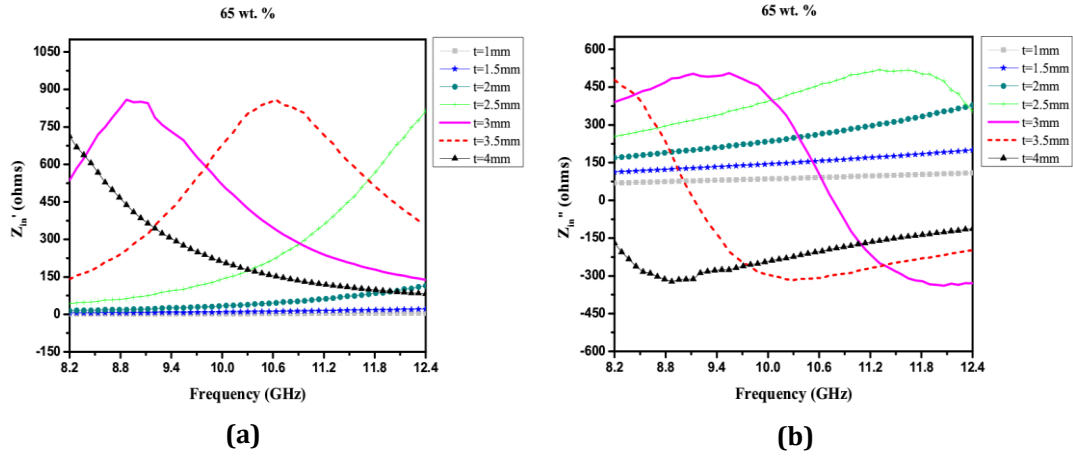 65 wt. %
1050
900
750
600
450
300
150
0
-150
Zin' (ohms)
8.2 8.8 9.4 10.0 10.6 11.2 11.8 12.4
Frequency (GHz)
t=1mm
t=1.5mm
t=2mm
t=2.5mm
t=3mm
t=3.5mm
t=4mm
(a)
65 wt. %
600
450
300
150
0
-150
-300
-450
-600
Zin" (ohms)
8.2 8.8 9.4 10.0 10.6 11.2 11.8 12.4
Frequency (GHz)
t=1mm
t=1.5mm
t=2mm
t=2.5mm
t=3mm
t=3.5mm
t=4mm
(b)